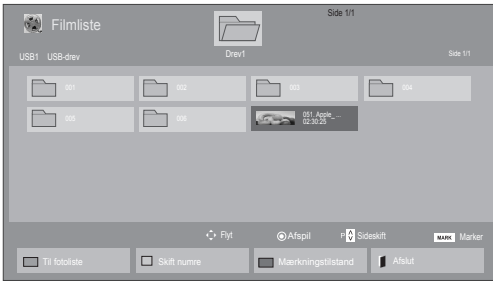 Filmliste
Side 1/1
USB1 USB-drev
Drev1
Side 1/1
001
002
003
004
005
006
051. Apple_ ...
02:30:25
Flyt
Afspil
P Sideskift
MARK Marker
Til fotoliste
Skift numre
Mærkningstilstand
Afslut